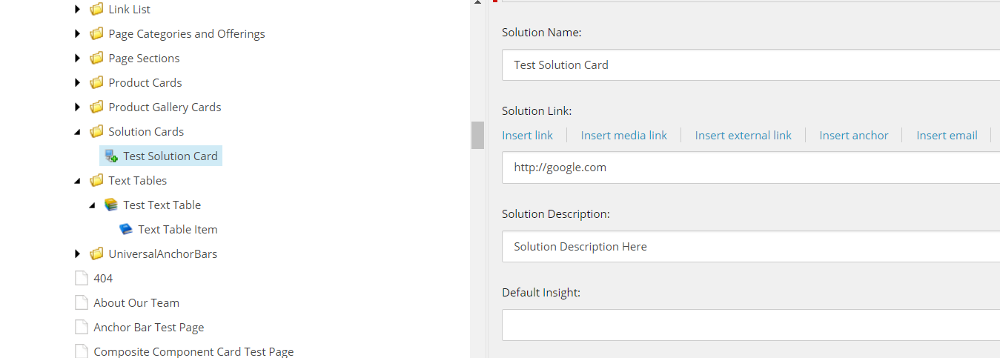 Link List
Page Categories and Offerings
Page Sections
Product Cards
Product Gallery Cards
Solution Cards
Test Solution Card
Text Tables
Test Text Table
Text Table Item
UniversalAnchorBars
404
About Our Team
Anchor Bar Test Page
Composite Component Card Test Page
Solution Name:
Test Solution Card
Solution Link:
Insert link Insert media link Insert external link Insert anchor Insert email
http://google.com
Solution Description:
Solution Description Here
Default Insight: